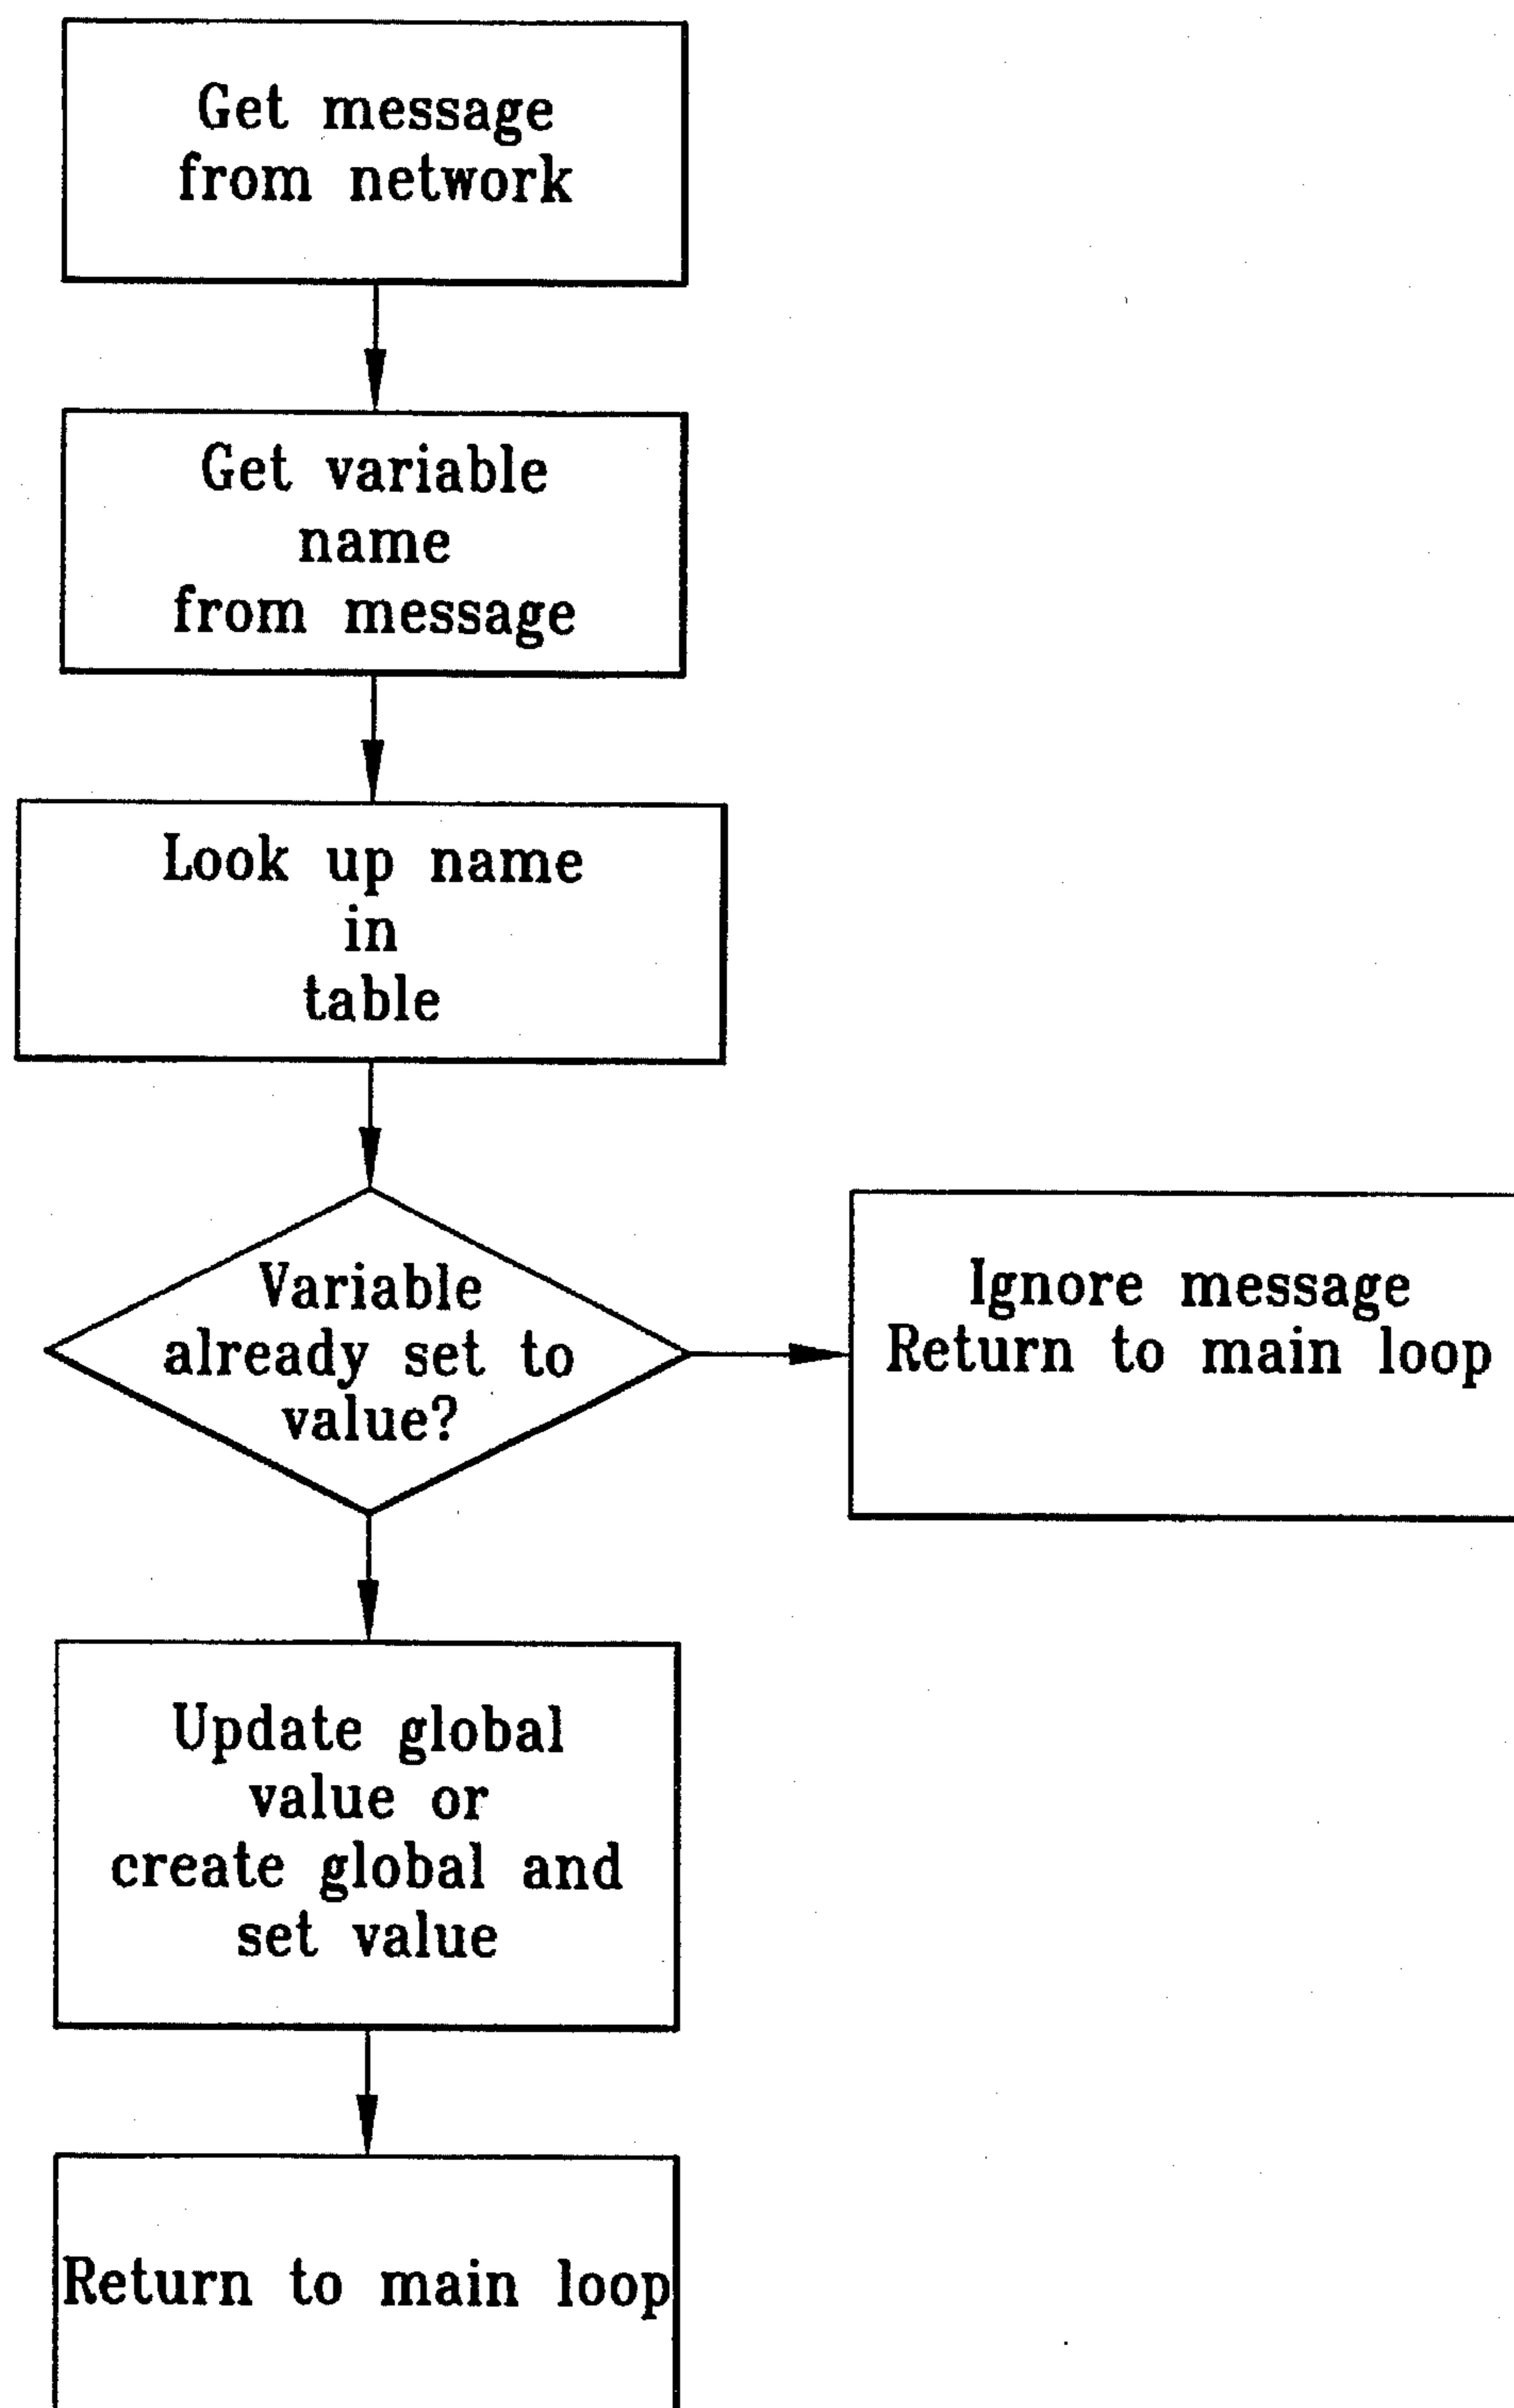 Get message
from network
Get variable
name
from message
Look up name
in
table
Variable
already set to
value?
Ignore message
Return to main loop
Update global
value or
create global and
set value
Return to main loop